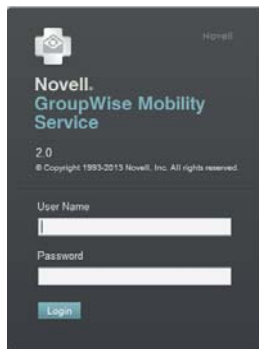 Novell
Novell.
GroupWise Mobility
Service
2.0
© Copyright 1993-2013 Novell, Inc. All rights reserved.
User Name
Password
Login